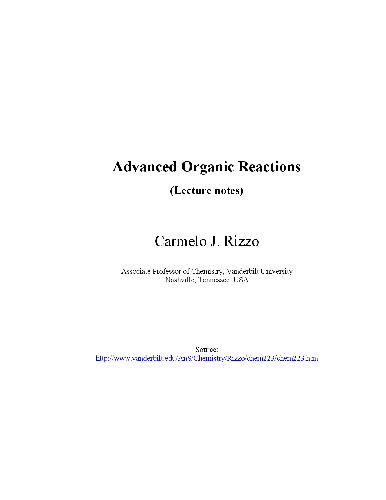 Advanced Organic Reactions
(Lecture notes)
Carmelo J. Rizzo
Associate Professor of Chemistry, Vanderbilt University
Nashville, Tennessee, USA
Source:
http://www.vanderbilt.edu/AnS/Chemistry/Rizzo/chem223/chem223.htm